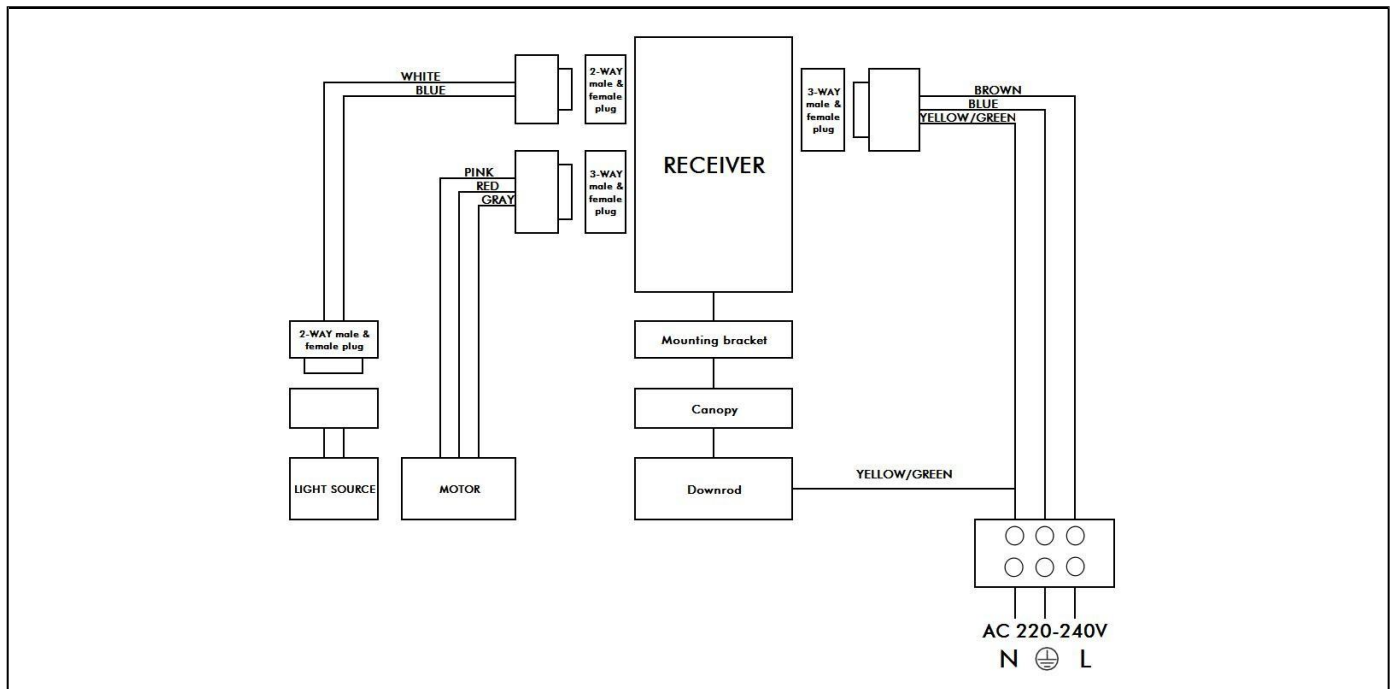 WHITE
BLUE
2-WAY
male &
female
plug
PINK
RED
GRAY
3-WAY
male &
female
plug
RECEIVER
3-WAY
male &
female
plug
BROWN
BLUE
YELLOW/GREEN
2-WAY male &
female plug
Mounting bracket
Canopy
LIGHT SOURCE
MOTOR
Downrod
YELLOW/GREEN
AC 220-240V
N L